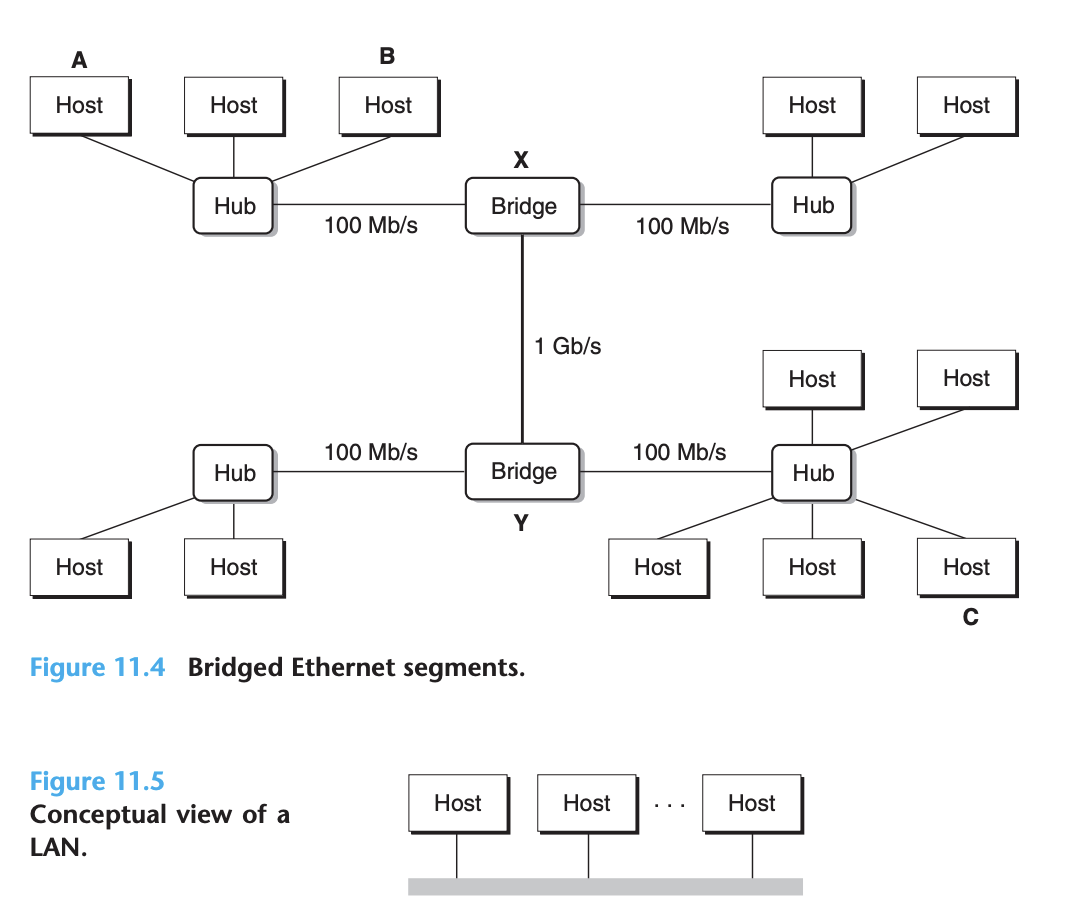 A
B
Host
Host
Host
Host
Host
X
Hub
Bridge
Hub
100 Mb/s
100 Mb/s
1 Gb/s
Host
Host
100 Mb/s
100 Mb/s
Hub
Bridge
Hub
Y
Host
Host
Host
Host
Host
C
Figure 11.4 Bridged Ethernet segments.
Figure 11.5
Conceptual view of a
LAN.
Host
Host
...
Host